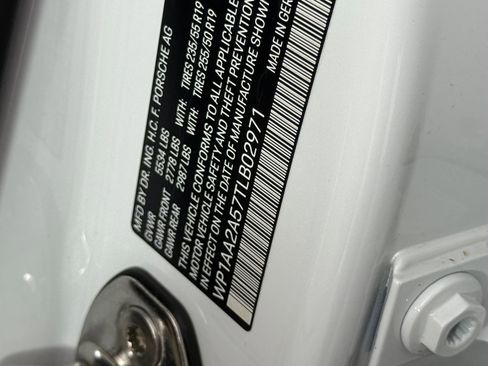 MFD BY DR. ING. H.C. F. PORSCHE AG
GVWR 5534 LBS
GAWR FRONT 2778 LBS WITH: TIRES 235/55 R19
GAWR REAR 2997 LBS WITH: TIRES 255/50 R19
THIS VEHICLE CONFORMS TO ALL APPLICABLE
MOTOR VEHICLE SAFETY AND THEFT PREVENTION
IN EFFECT ON THE DATE OF MANUFACTURE SHOWN
WP1AA2A57TLB02971
MADE IN GER